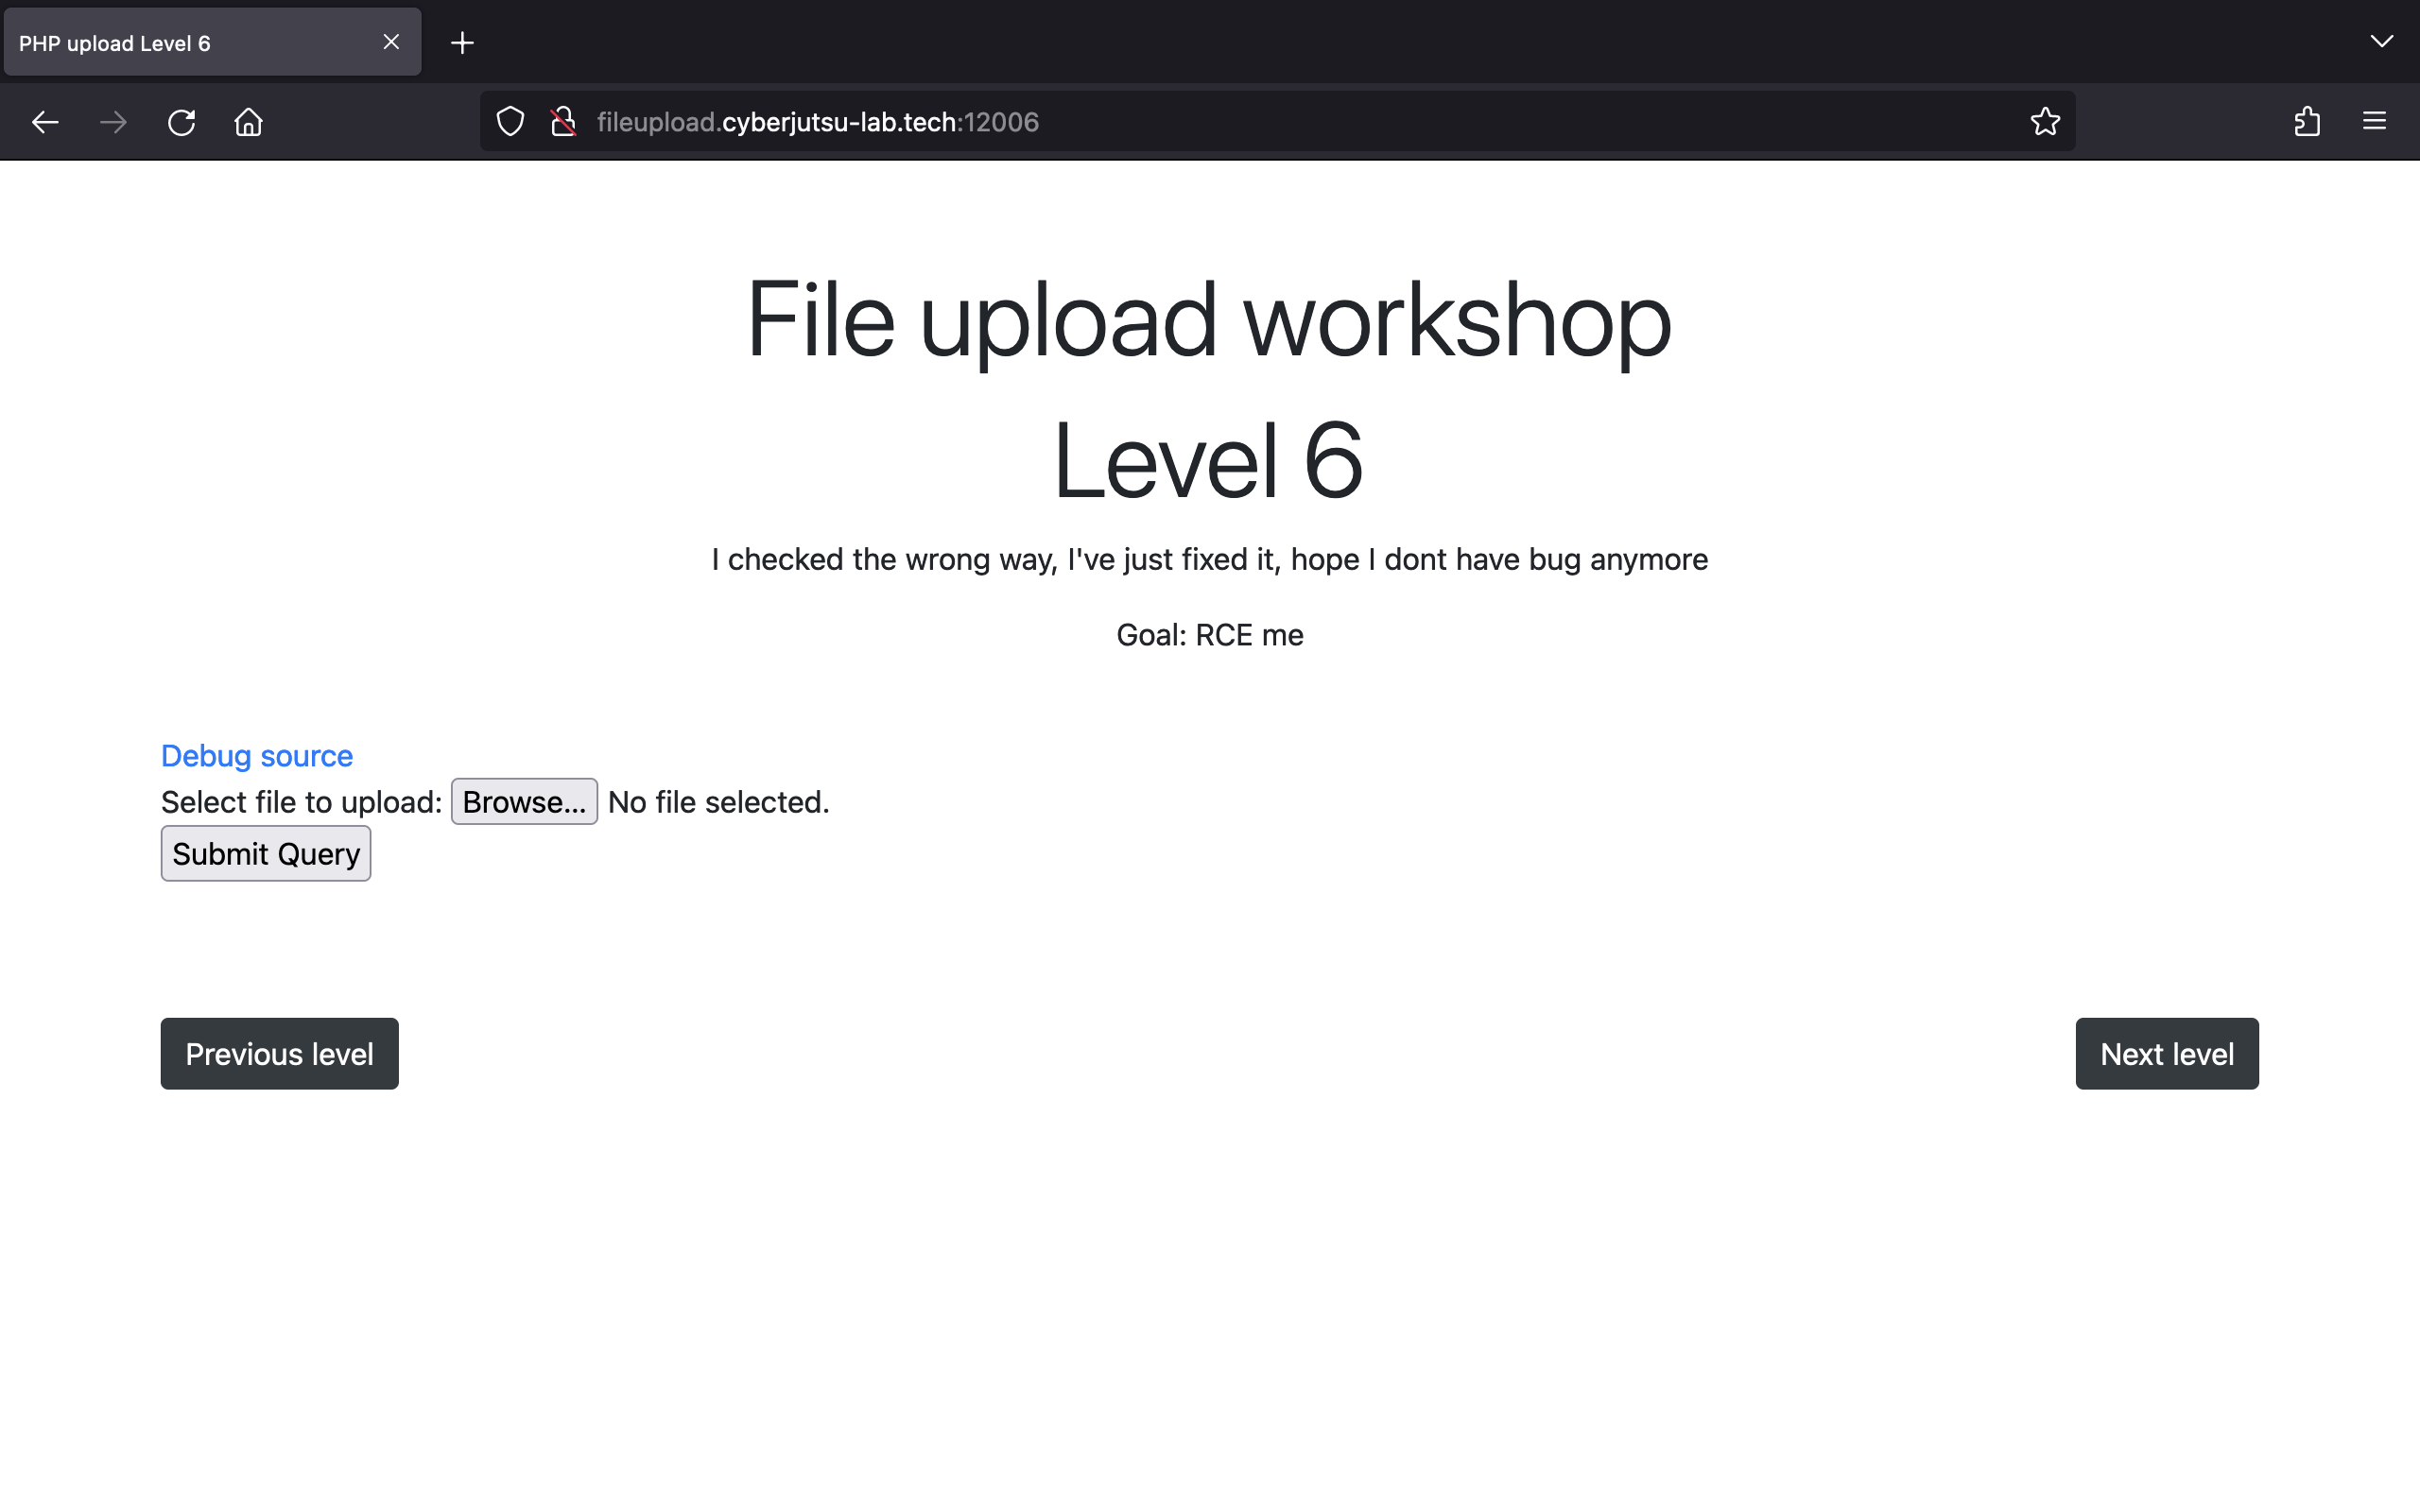 PHP upload Level 6
fileupload.cyberjutsu-lab.tech:12006
File upload workshop
Level 6
I checked the wrong way, I've just fixed it, hope I dont have bug anymore
Goal: RCE me
Debug source
Select file to upload: Browse... No file selected.
Submit Query
Previous level
Next level